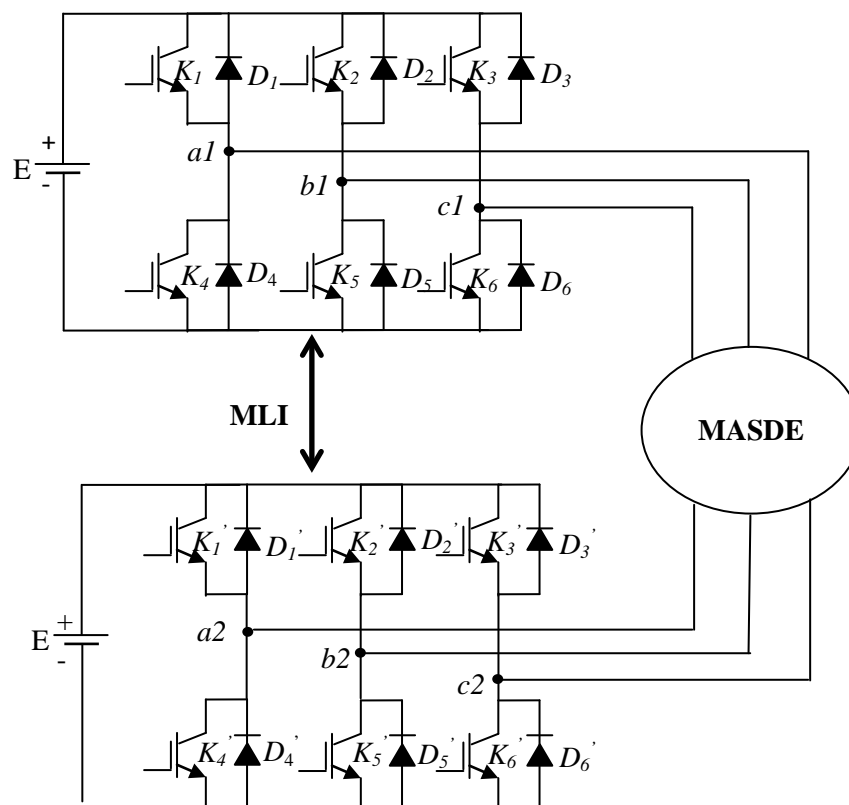 K1 D1 K2 D2 K3 D3
+
E
-
a1
b1
c1
K4 D4 K5 D5 K6 D6
MLI
MASDE
K1’ D1’ K2’ D2’ K3’ D3’
+
E
-
a2
b2
c2
K4’ D4’ K5’ D5’ K6’ D6’